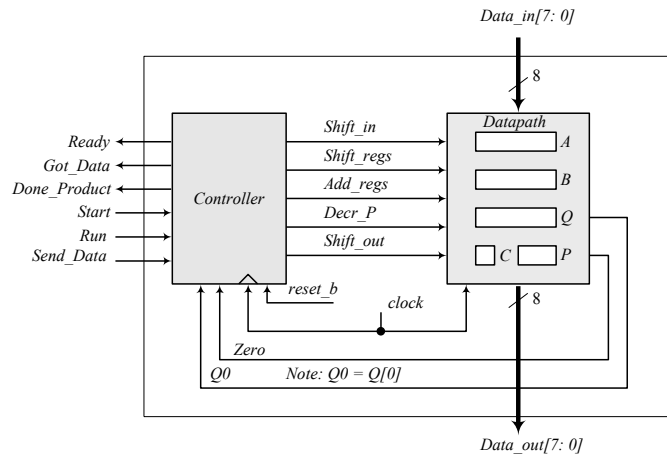 Data_in[7: 0]
8
Datapath
Ready
Shift_in
A
Got_Data
Shift_regs
B
Done_Product
Controller
Add_regs
Start
Decr_P
Q
Run
Shift_out
C
P
Send_Data
reset_b
clock
8
Zero
Q0
Note: Q0 = Q[0]
Data_out[7: 0]